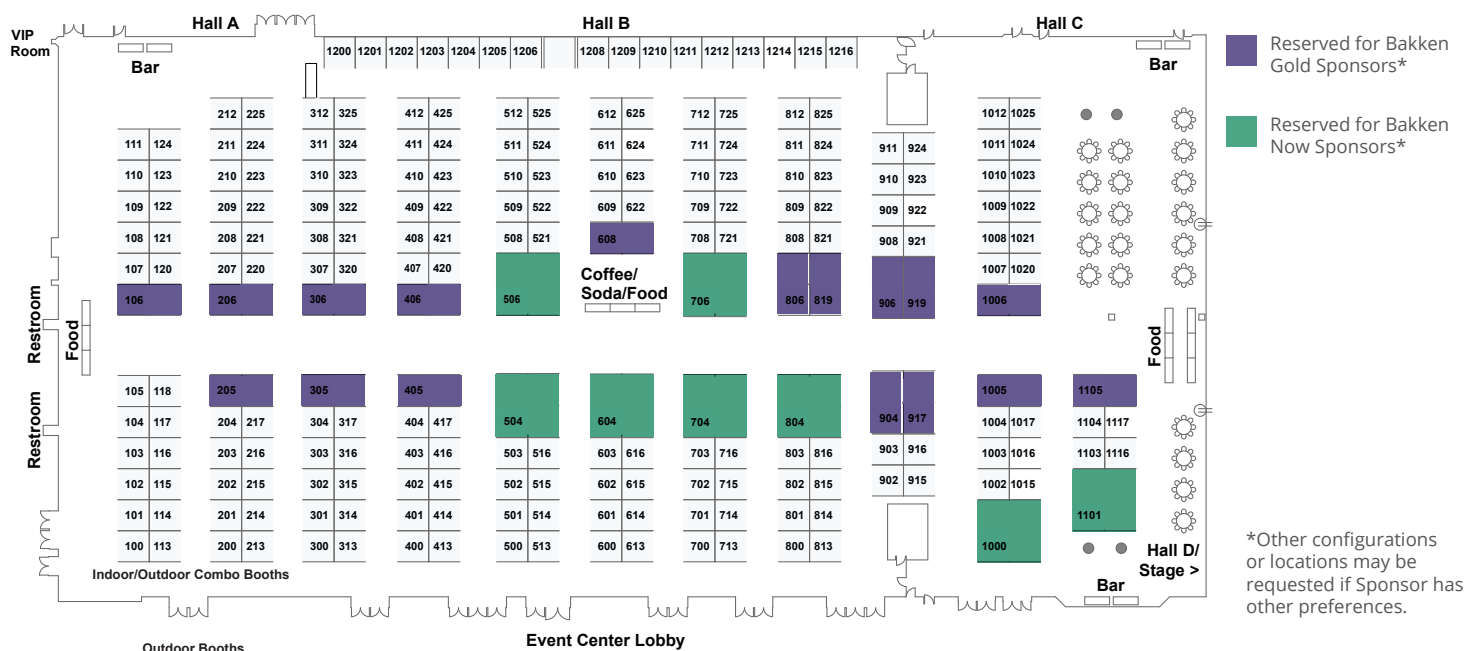 Hall A
Hall B
Hall C
VIP
Room
Bar
1200 1201 1202 1203 1204 1205 1206 1208 1209 1210 1211 1212 1213 1214 1215 1216
Bar
Reserved for Bakken
Gold Sponsors*
Reserved for Bakken
Now Sponsors*
212 225 312 325 412 425 512 525 612 625 712 725 812 825 1012 1025
111 124 211 224 311 324 411 424 511 524 611 624 711 724 811 824 911 924 1011 1024
110 123 210 223 310 323 410 423 510 523 610 623 710 723 810 823 910 923 1010 1023
109 122 209 222 309 322 409 422 509 522 609 622 709 722 809 822 909 922 1009 1022
108 121 208 221 308 321 408 421 508 521 608 708 721 808 821 908 921 1008 1021
107 120 207 220 307 320 407 420 1007 1020
Coffee/
Soda/Food
106 206 306 406 506 706 806 819 906 919 1006
Restroom
Food
Food
Restroom
105 118 205 305 405 1005 1105
104 117 204 217 304 317 404 417 504 604 704 804 904 917 1004 1017 1104 1117
103 116 203 216 303 316 403 416 503 516 603 616 703 716 803 816 903 916 1003 1016 1103 1116
102 115 202 215 302 315 402 415 502 515 602 615 702 715 802 815 902 915 1002 1015
101 114 201 214 301 314 401 414 501 514 601 614 701 714 801 814 1101
100 113 200 213 300 313 400 413 500 513 600 613 700 713 800 813 1000
Hall D/
Stage >
Indoor/Outdoor Combo Booths
Bar
*Other configurations
or locations may be
requested if Sponsor has
other preferences.
Event Center Lobby
Outdoor Booths